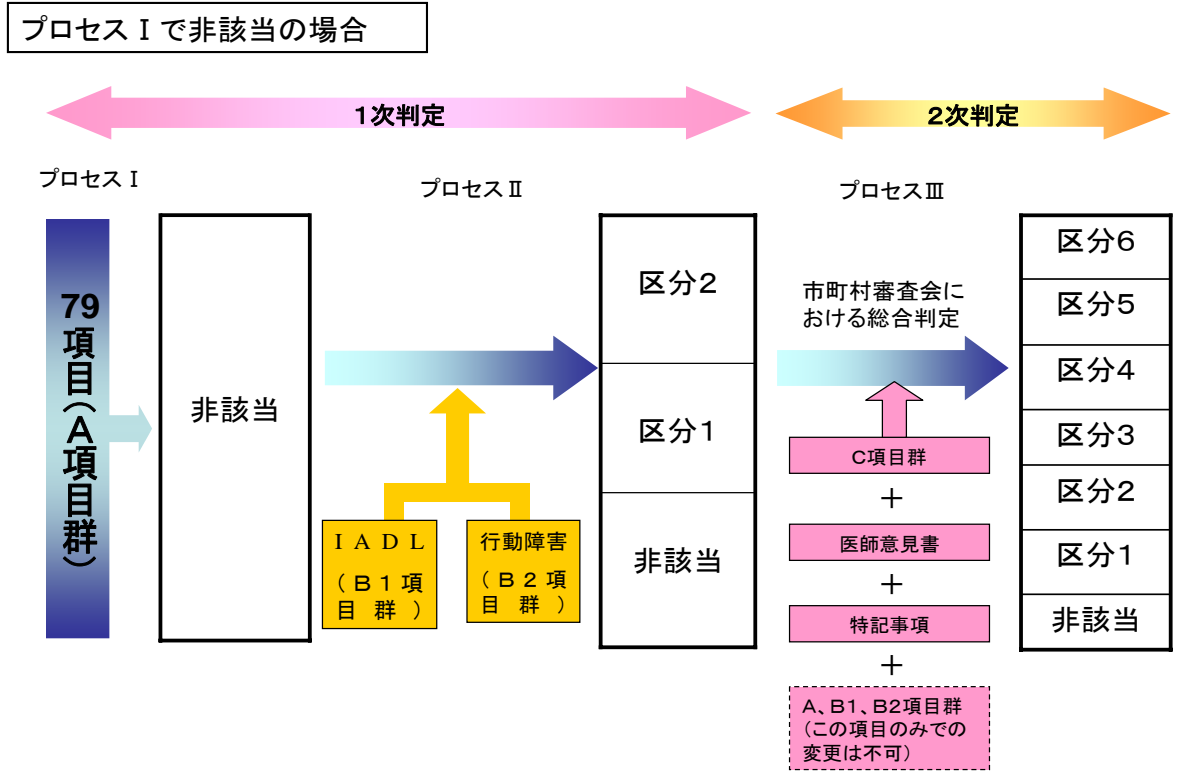 プロセスⅠで非該当の場合
1次判定
2次判定
プロセスⅠ
プロセスⅡ
プロセスⅢ
79
項目(A項目群)
非該当
IADL
(B1項
目群)
行動障害
(B2項
目群)
区分2
区分1
非該当
市町村審査会に
おける総合判定
C項目群
+
医師意見書
+
特記事項
+
A、B1、B2項目群
(この項目のみでの
変更は不可)
区分6
区分5
区分4
区分3
区分2
区分1
非該当